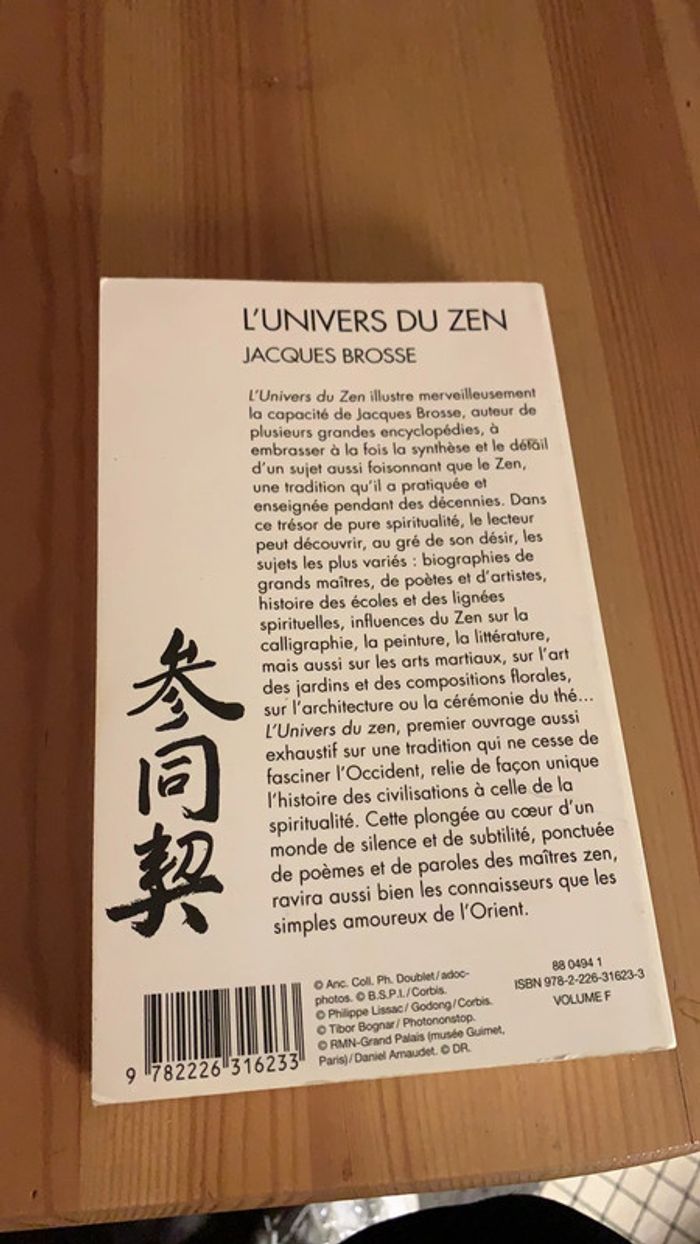 L'UNIVERS DU ZEN
JACQUES BROSSE
L'Univers du Zen illustre merveilleusement
la capacité de Jacques Brosse, auteur de
plusieurs grandes encyclopédies, à
embrasser à la fois la synthèse et le détail
d'un sujet aussi foisonnant que le Zen,
une tradition qu'il a pratiquée et
enseignée pendant des décennies. Dans
ce trésor de pure spiritualité, le lecteur
peut découvrir, au gré de son désir, les
sujets les plus variés : biographies de
grands maîtres, de poètes et d'artistes,
histoire des écoles et des lignées
spirituelles, influences du Zen sur la
calligraphie, la peinture, la littérature,
mais aussi sur les arts martiaux, sur l'art
des jardins et des compositions florales,
sur l'architecture ou la cérémonie du thé...
L'Univers du zen, premier ouvrage aussi
exhaustif sur une tradition qui ne cesse de
fasciner l'Occident, relie de façon unique
l'histoire des civilisations à celle de la
spiritualité. Cette plongée au cœur d'un
monde de silence et de subtilité, ponctuée
de poèmes et de paroles des maîtres zen,
ravira aussi bien les connaisseurs que les
simples amoureux de l'Orient.
参
同
契
© Anc. Coll. Ph. Doublet/adoc-
photos. © B.S.P.I./Corbis.
© Philippe Lissac/Godong/Corbis.
© Tibor Bognar/Photononstop.
© RMN-Grand Palais (musée Guimet,
Paris)/Daniel Arnaudet. © DR.
88 0494 1
ISBN 978-2-226-31623-3
VOLUME F
9 782226 316233